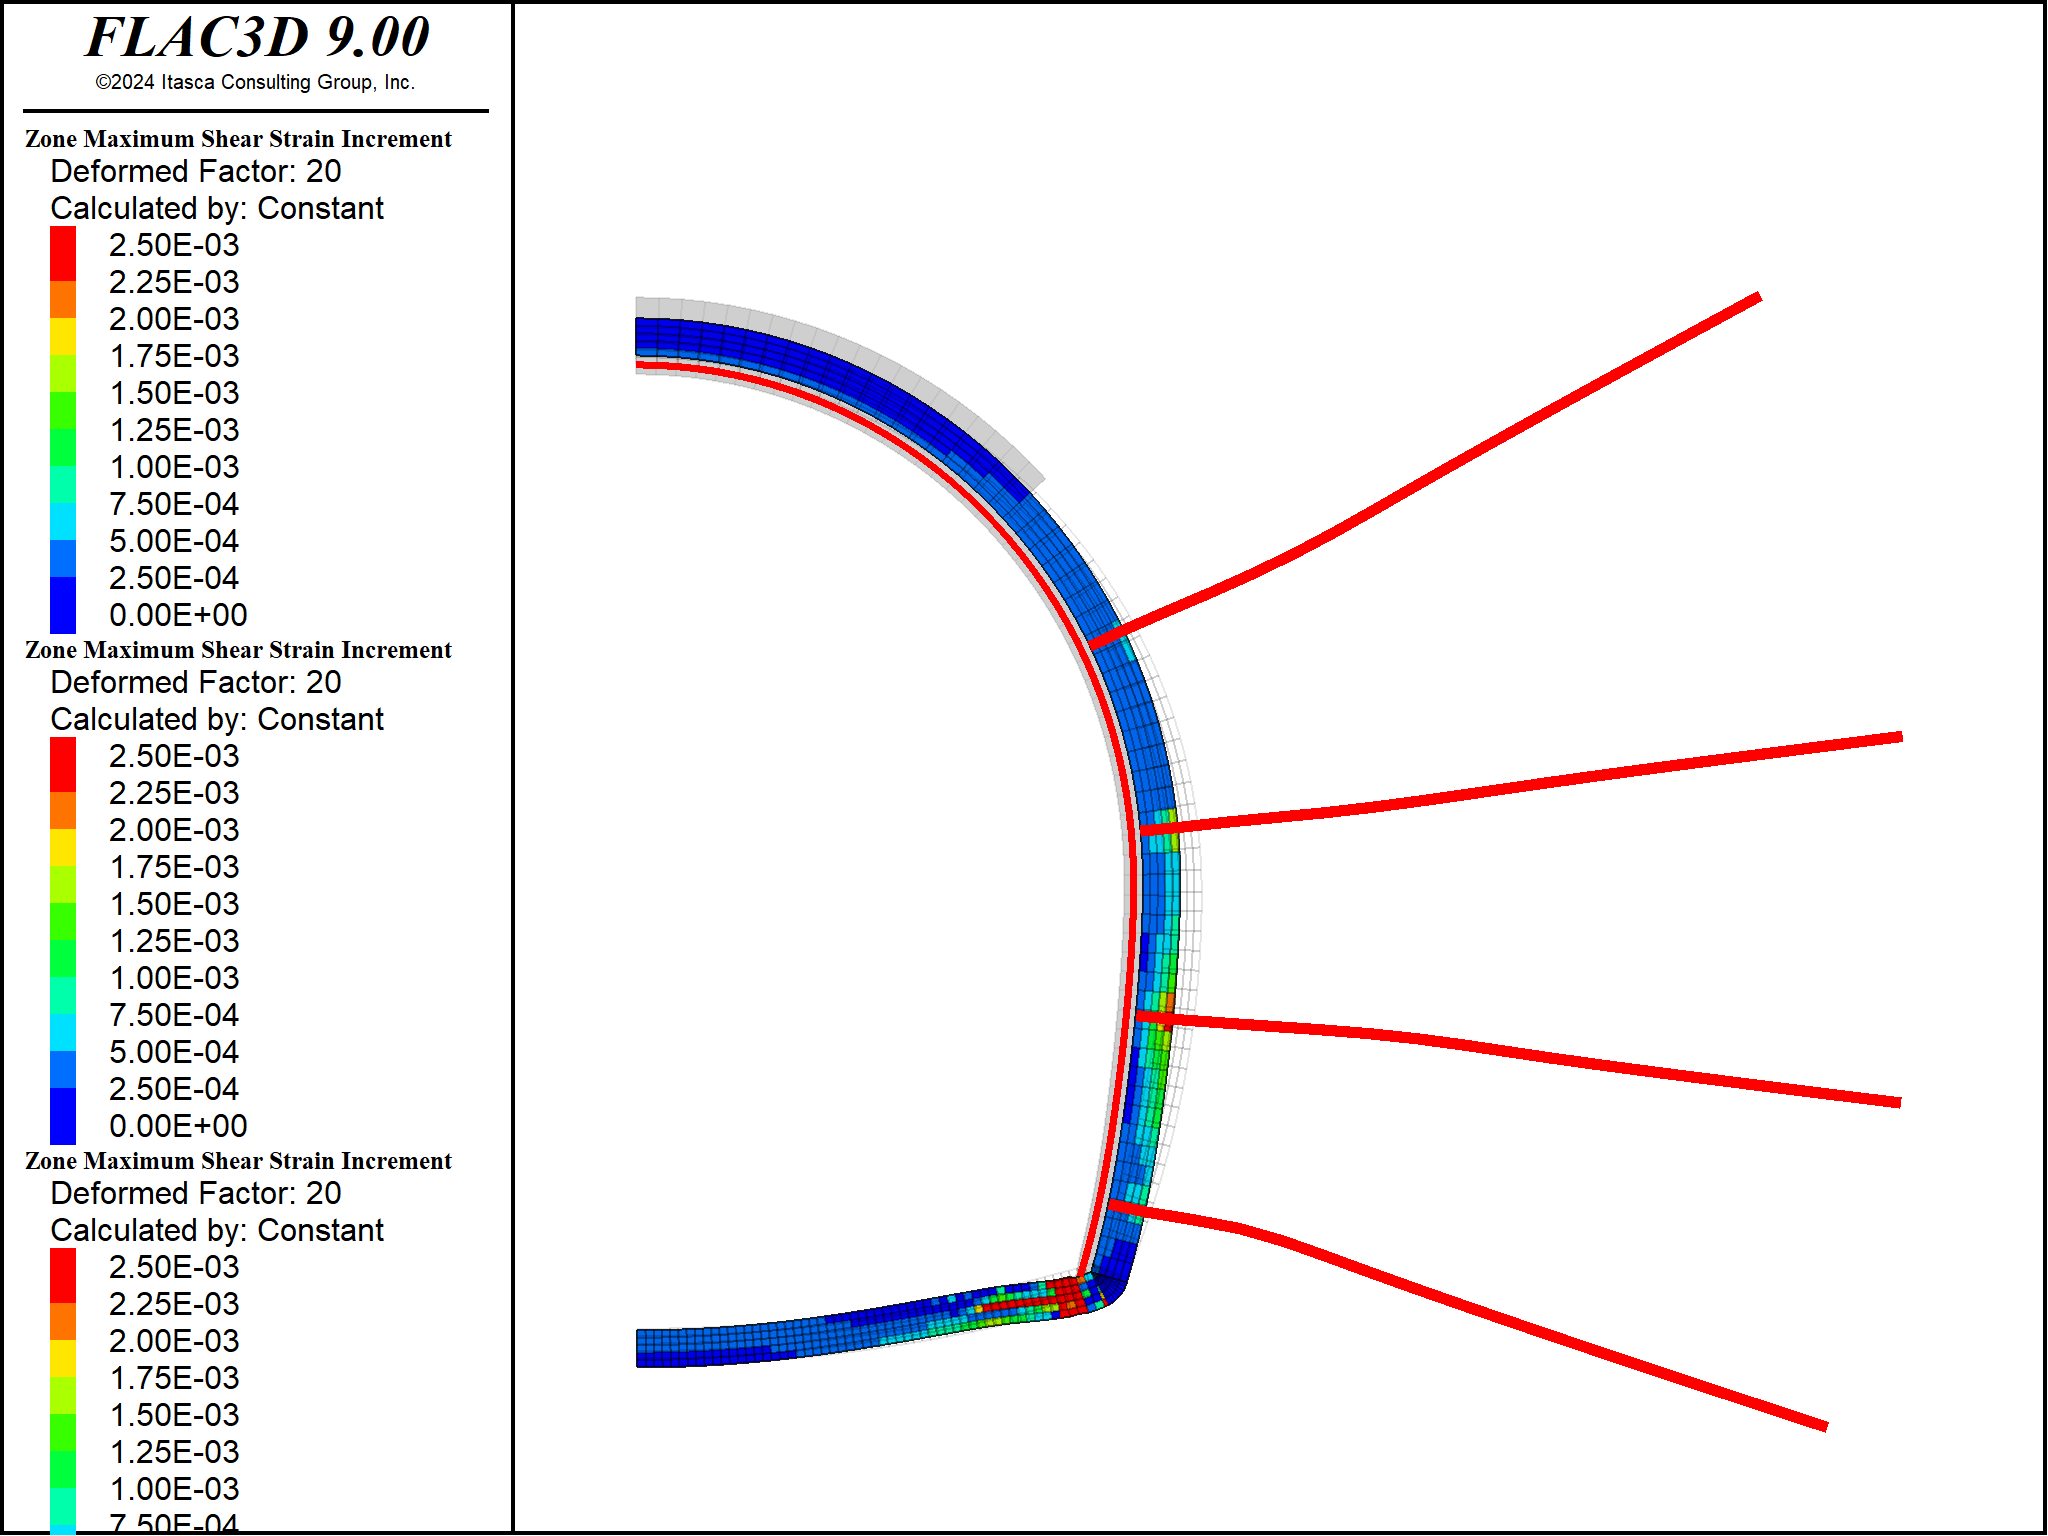 FLAC3D 9.00
©2024 Itasca Consulting Group, Inc.
Zone Maximum Shear Strain Increment
Deformed Factor: 20
Calculated by: Constant
2.50E-03
2.25E-03
2.00E-03
1.75E-03
1.50E-03
1.25E-03
1.00E-03
7.50E-04
5.00E-04
2.50E-04
0.00E+00
Zone Maximum Shear Strain Increment
Deformed Factor: 20
Calculated by: Constant
2.50E-03
2.25E-03
2.00E-03
1.75E-03
1.50E-03
1.25E-03
1.00E-03
7.50E-04
5.00E-04
2.50E-04
0.00E+00
Zone Maximum Shear Strain Increment
Deformed Factor: 20
Calculated by: Constant
2.50E-03
2.25E-03
2.00E-03
1.75E-03
1.50E-03
1.25E-03
1.00E-03
7.50E-04